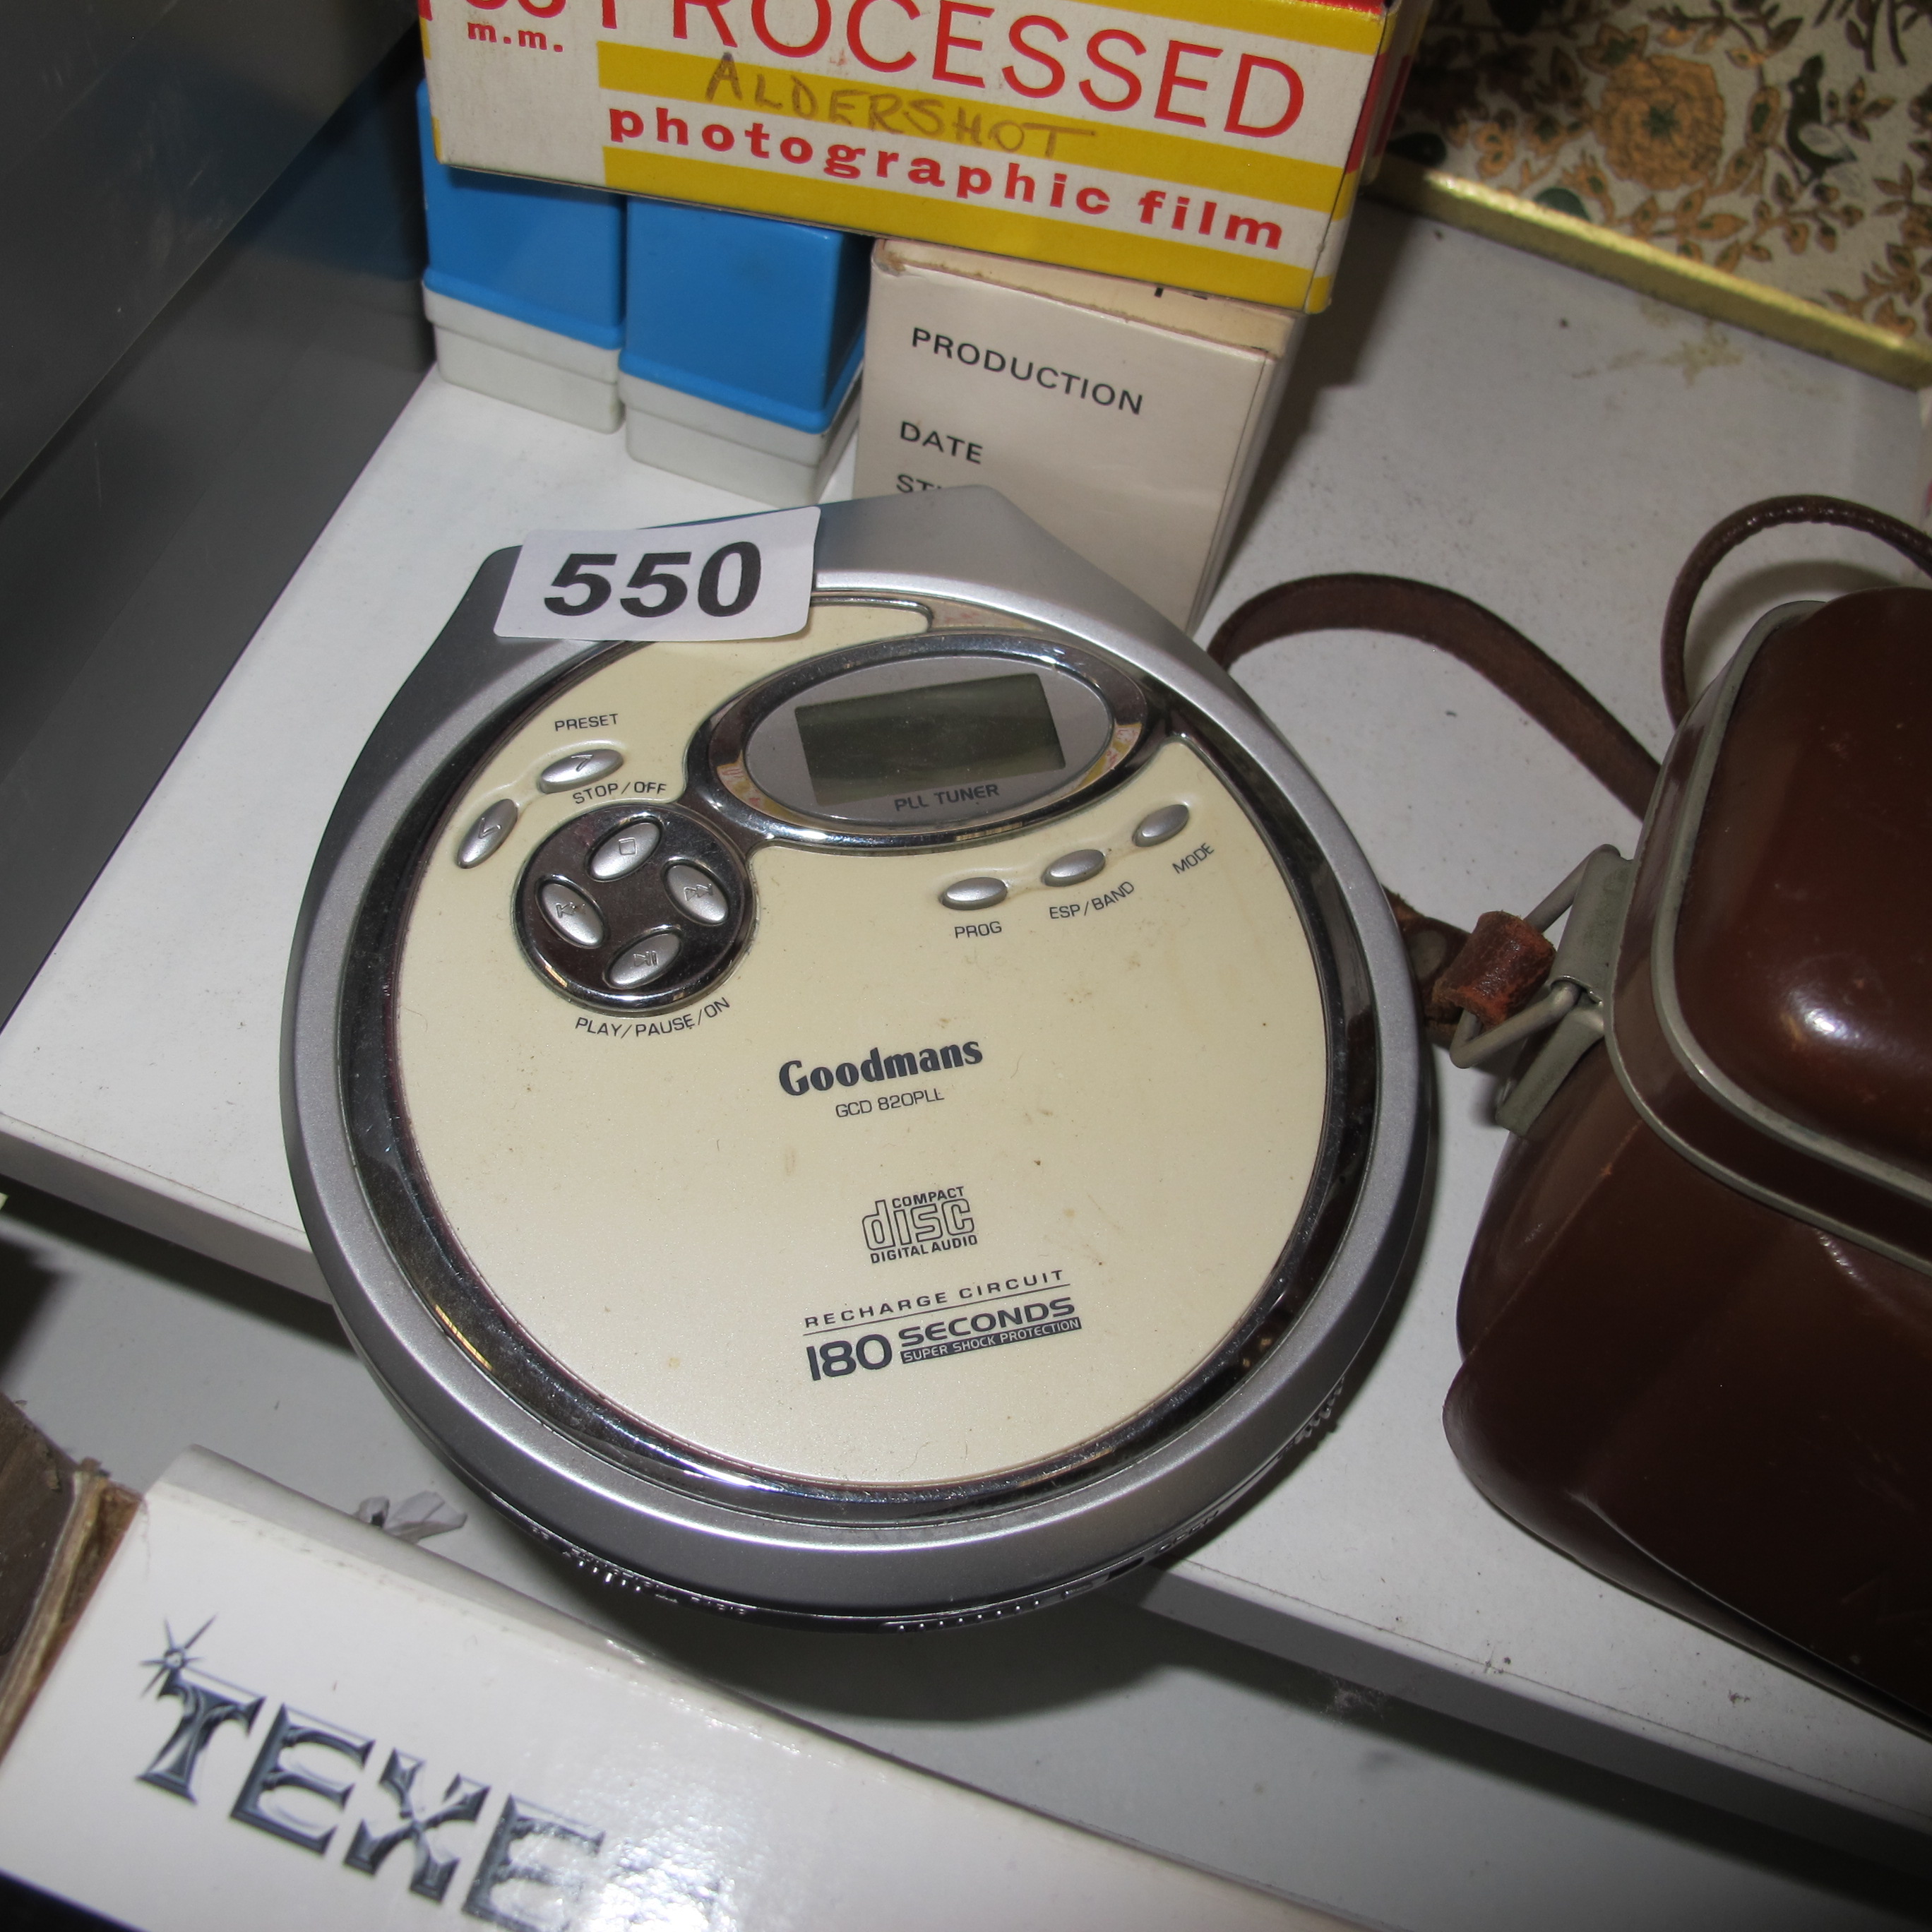 PROCESSED
m.m.
ALDERSHOT
photographic film
PRODUCTION
DATE
550
PRESET
STOP/OFF
PLL TUNER
MODE
ESP/BAND
PROG
PLAY/PAUSE/ON
Goodmans
GCD 820PLL
COMPACT
disc
DIGITAL AUDIO
RECHARGE CIRCUIT
180 SECONDS
SUPER SHOCK PROTECTION
TEXE